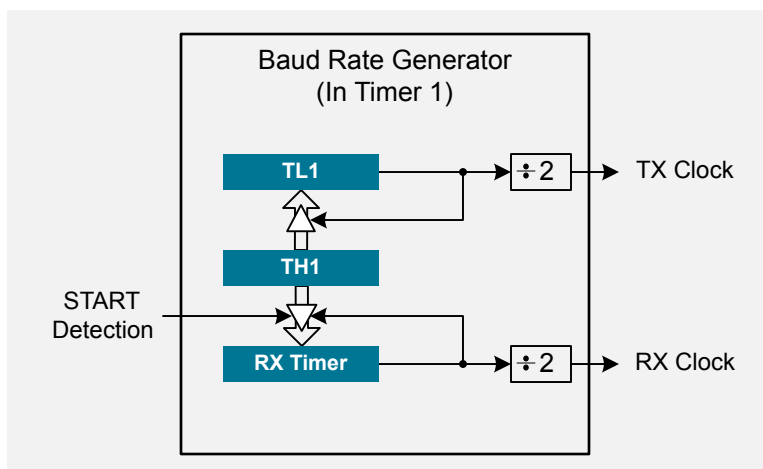 Baud Rate Generator
(In Timer 1)
TL1
÷2
TX Clock
TH1
START
Detection
RX Timer
÷2
RX Clock